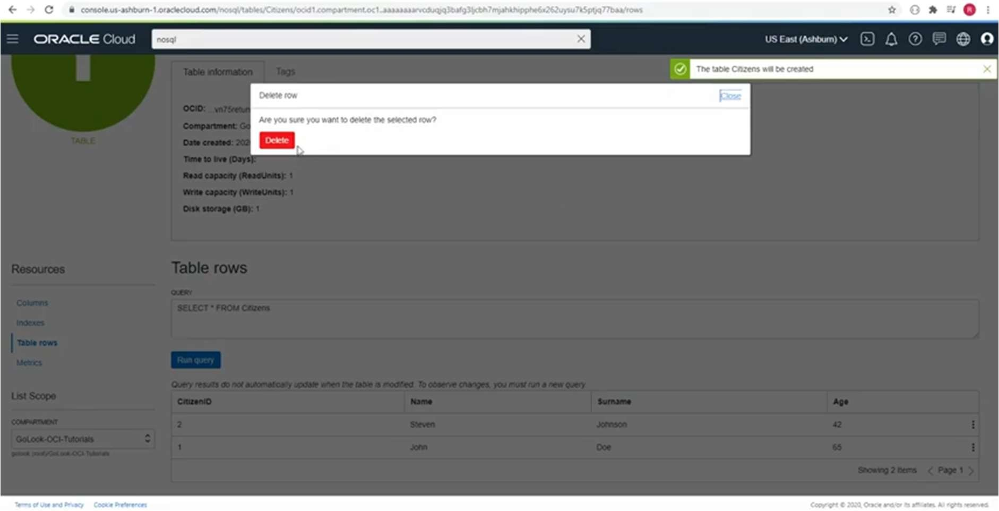 console.us-ashburn-1.oraclecloud.com/nosql/tables/Citizens/ocid1.compartment.oc1..aaaaaaaarvcduqjq3bafg3ljcbh7mjahkhipphe6x262uysu7k5ptjq77baa/rows
R
ORACLE Cloud
nosql
US East (Ashburn)
The table Citizens will be created
Table information
Tags
Delete row
Close
Are you sure you want to delete the selected row?
Delete
TABLE
OCID: ...vn75retun
Compartment: Go
Date created: 202
Time to live (Days):
Read capacity (ReadUnits): 1
Write capacity (WriteUnits): 1
Disk storage (GB): 1
Resources
Columns
Indexes
Table rows
Metrics
List Scope
COMPARTMENT
GoLook-OCI-Tutorials
golook (root)/GoLook-OCI-Tutorials
Table rows
QUERY
SELECT * FROM Citizens
Run query
Query results do not automatically update when the table is modified. To observe changes, you must run a new query.
CitizenID Name Surname Age
2 Steven Johnson 42
1 John Doe 65
Showing 2 Items < Page 1 >
Terms of Use and Privacy Cookie Preferences
Copyright © 2020, Oracle and/or its affiliates. All rights reserved.